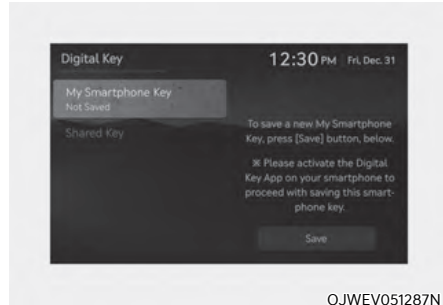 Digital Key
12:30 PM Fri, Dec. 31
My Smartphone Key
Not Saved
Shared Key
To save a new My Smartphone
Key, press [Save] button, below.
※ Please activate the Digital
Key App on your smartphone to
proceed with saving this smart-
phone key.
Save
OJWEV051287N